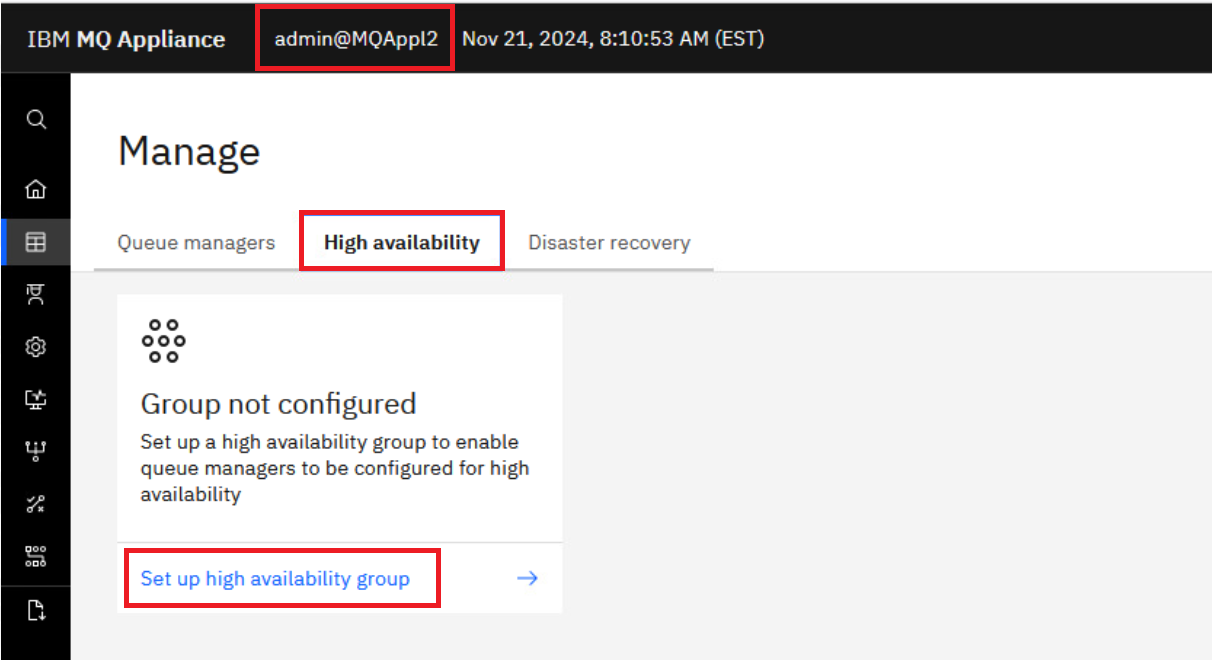 IBM MQ Appliance admin@MQAppl2 Nov 21, 2024, 8:10:53 AM (EST)
Manage
Queue managers High availability Disaster recovery
Group not configured
Set up a high availability group to enable
queue managers to be configured for high
availability
Set up high availability group